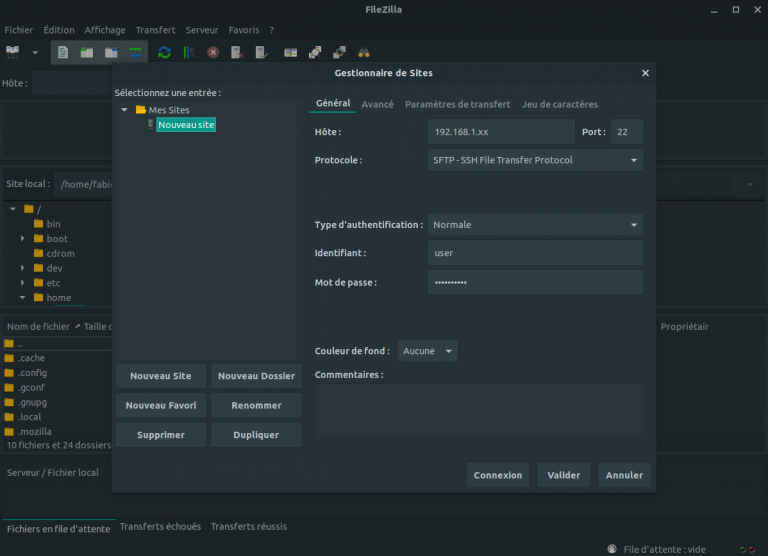 FileZilla
Fichier Édition Affichage Transfert Serveur Favoris ?
Hôte :
Gestionnaire de Sites
Sélectionnez une entrée :
Mes Sites
Nouveau site
Général Avancé Paramètres de transfert Jeu de caractères
Hôte : 192.168.1.xx Port : 22
Protocole : SFTP - SSH File Transfer Protocol
Type d'authentification : Normale
Identifiant : user
Mot de passe : ••••••••••
Couleur de fond : Aucune
Commentaires :
Nouveau Site Nouveau Dossier
Nouveau Favori Renommer
Supprimer Dupliquer
Connexion Valider Annuler
Site local : /home/fabi
/
bin
boot
cdrom
dev
etc
home
Nom de fichier Taille Propriétair
..
.cache
.config
.gconf
.gnupg
.local
.mozilla
10 fichiers et 24 dossiers
Serveur / Fichier local
Fichiers en file d'attente Transferts échoués Transferts réussis
File d'attente : vide